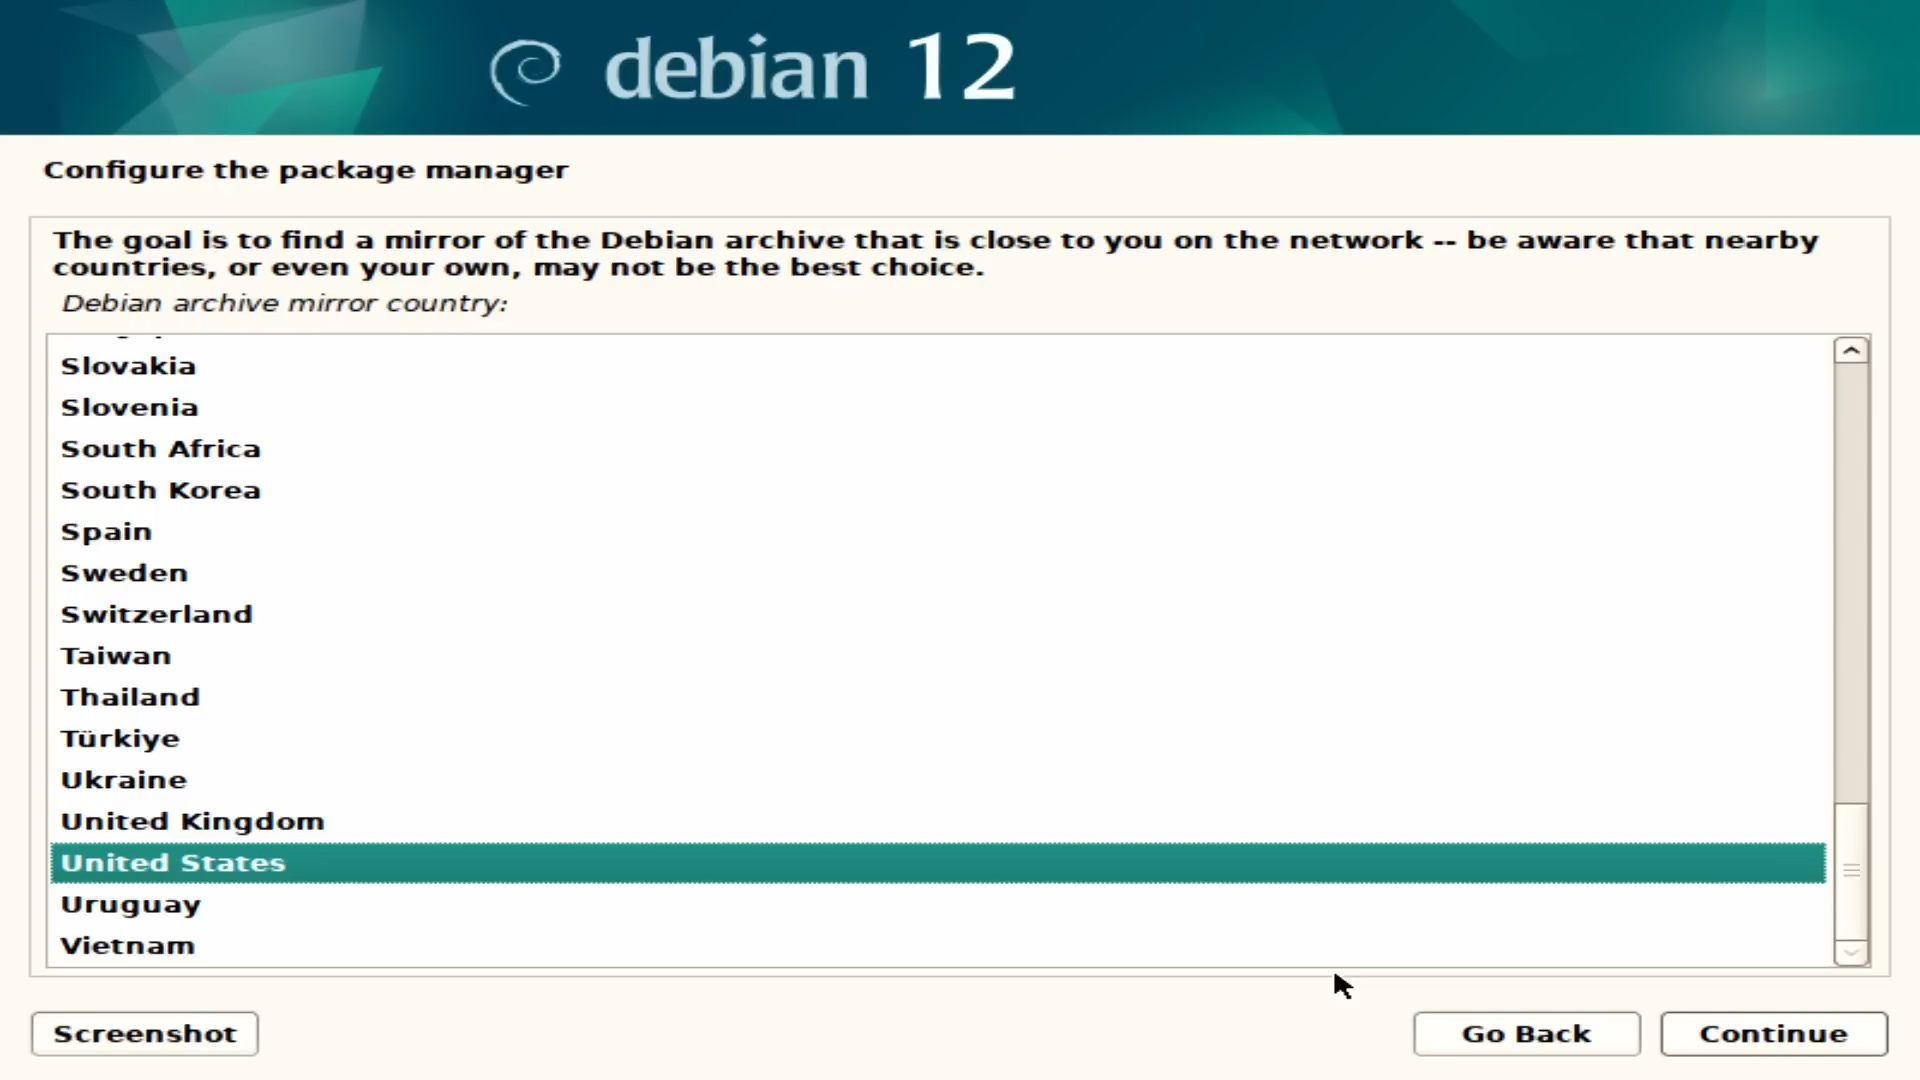 debian 12
Configure the package manager
The goal is to find a mirror of the Debian archive that is close to you on the network -- be aware that nearby
countries, or even your own, may not be the best choice.
Debian archive mirror country:
Slovakia
Slovenia
South Africa
South Korea
Spain
Sweden
Switzerland
Taiwan
Thailand
Türkiye
Ukraine
United Kingdom
United States
Uruguay
Vietnam
Screenshot
Go Back
Continue